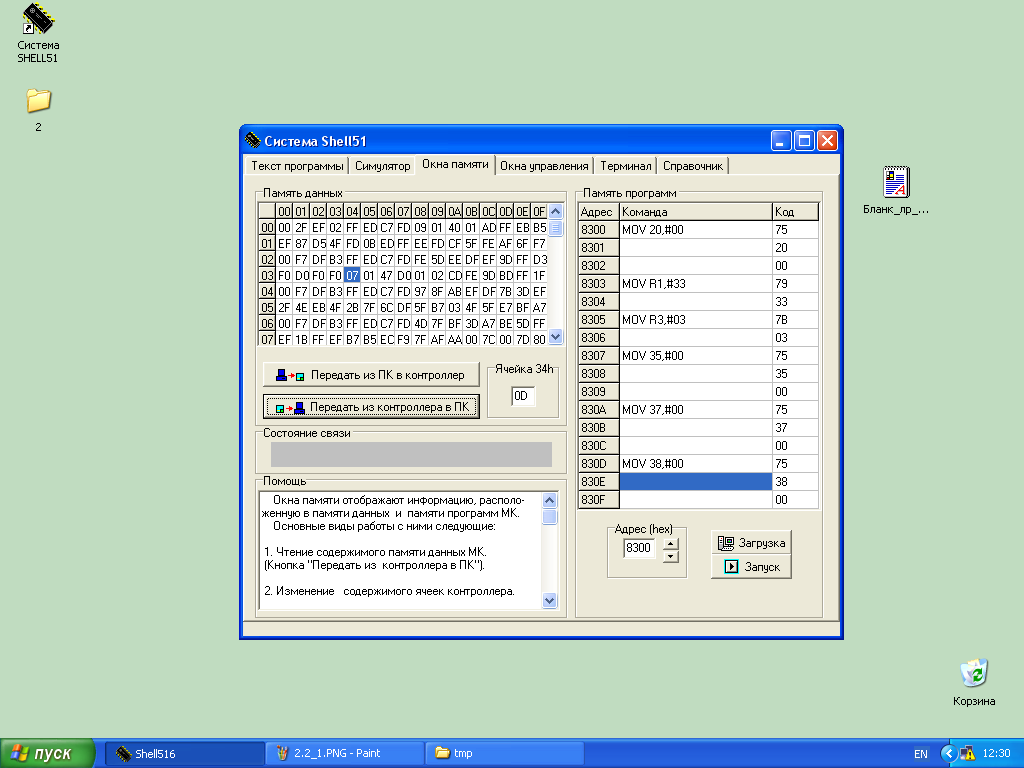 Система
SHELL51
2
Система Shell51
Текст программы Симулятор Окна памяти Окна управления Терминал Справочник
Память данных
00 01 02 03 04 05 06 07 08 09 0A 0B 0C 0D 0E 0F
00 00 2F EF 02 FF ED C7 FD 09 01 40 01 AD FF EB B5
01 EF 87 D5 4F FD 0B ED FF EE FD CF 5F FE AF 6F F7
02 00 F7 DF B3 FF ED C7 FD FE 5D EE DF EF 9D FF D3
03 F0 D0 F0 F0 07 01 47 D0 01 02 CD FE 9D BD FF 1F
04 00 F7 DF B3 FF ED C7 FD 97 8F AB EF DF 7B 3D EF
05 2F 4E EB 4F 2B 7F 6C DF 5F B7 03 4F 5F E7 BF A7
06 00 F7 DF B3 FF ED C7 FD 4D 7F BF 3D A7 BE 5D FF
07 EF 1B FF EF B7 B5 EC F9 7F AF AA 00 7C 00 7D 80
Передать из ПК в контроллер
Передать из контроллера в ПК
Ячейка 34h
0D
Состояние связи
Помощь
Окна памяти отображают информацию, располо-
женную в памяти данных и памяти программ МК.
Основные виды работы с ними следующие:
1. Чтение содержимого памяти данных МК.
(Кнопка "Передать из контроллера в ПК").
2. Изменение содержимого ячеек контроллера.
Память программ
Адрес Команда Код
8300 MOV 20,#00 75
8301 20
8302 00
8303 MOV R1,#33 79
8304 33
8305 MOV R3,#03 7B
8306 03
8307 MOV 35,#00 75
8308 35
8309 00
830A MOV 37,#00 75
830B 37
830C 00
830D MOV 38,#00 75
830E 38
830F 00
Адрес (hex)
8300
Загрузка
Запуск
Бланк_лр_...
Корзина
пуск
Shell516
2.2_1.PNG - Paint
tmp
EN
12:30